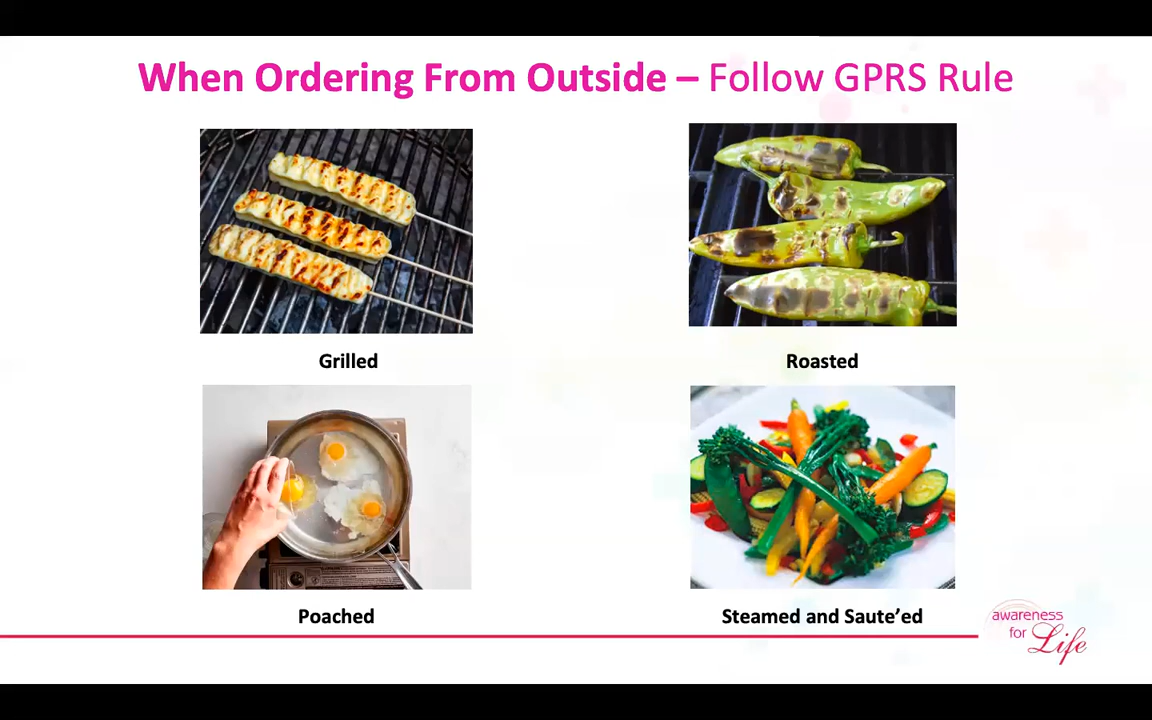 When Ordering From Outside – Follow GPRS Rule
Grilled
Roasted
Poached
Steamed and Saute’ed
awareness
for
Life